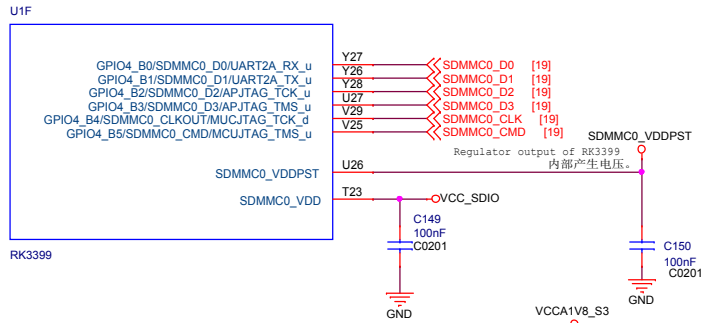 U1F
GPIO4_B0/SDMMC0_D0/UART2A_RX_u Y27 SDMMC0_D0 [19]
GPIO4_B1/SDMMC0_D1/UART2A_TX_u Y26 SDMMC0_D1 [19]
GPIO4_B2/SDMMC0_D2/APJTAG_TCK_u Y28 SDMMC0_D2 [19]
GPIO4_B3/SDMMC0_D3/APJTAG_TMS_u U27 SDMMC0_D3 [19]
GPIO4_B4/SDMMC0_CLKOUT/MUCJTAG_TCK_d V29 SDMMC0_CLK [19]
GPIO4_B5/SDMMC0_CMD/MCUJTAG_TMS_u V25 SDMMC0_CMD [19]
SDMMC0_VDDPST
Regulator output of RK3399
内部产生电压。
SDMMC0_VDDPST U26
SDMMC0_VDD T23 VCC_SDIO
C149
100nF
C0201
C150
100nF
C0201
RK3399
GND
GND
VCCA1V8_S3